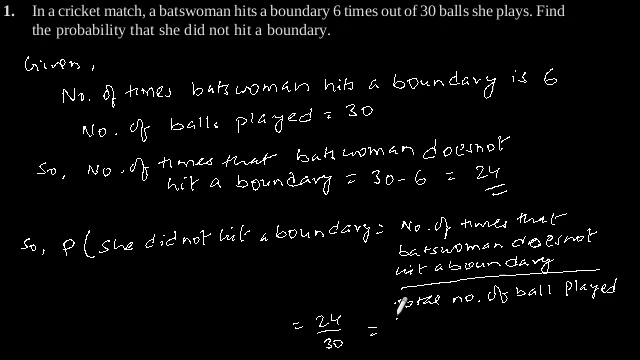 1. In a cricket match, a batswoman hits a boundary 6 times out of 30 balls she plays. Find
the probability that she did not hit a boundary.
Given,
No. of times batswoman hits a boundary is 6
No. of balls played = 30
So, No. of times that batswoman doesnot
hit a boundary = 30-6 = 24
So, P(she did not hit a boundary = No. of times that
batswoman doesnot
hit a boundary
no. of ball played
= 24/30 =